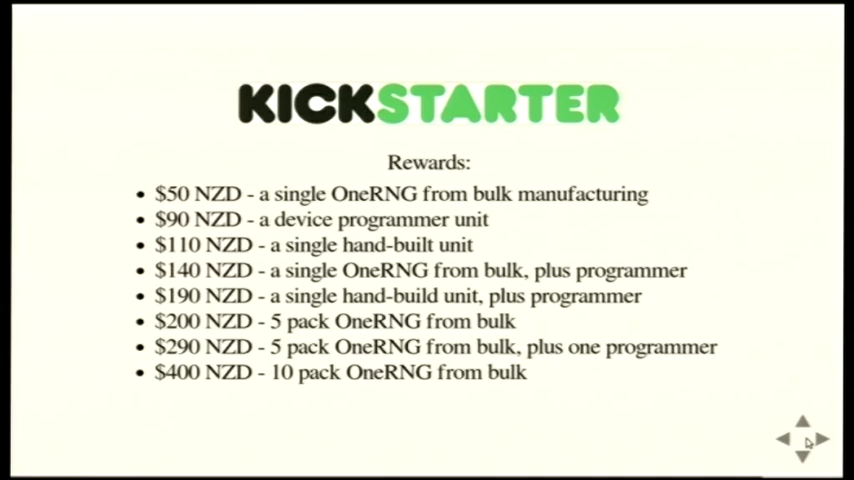 KICKSTARTER
Rewards:
• $50 NZD - a single OneRNG from bulk manufacturing
• $90 NZD - a device programmer unit
• $110 NZD - a single hand-built unit
• $140 NZD - a single OneRNG from bulk, plus programmer
• $190 NZD - a single hand-build unit, plus programmer
• $200 NZD - 5 pack OneRNG from bulk
• $290 NZD - 5 pack OneRNG from bulk, plus one programmer
• $400 NZD - 10 pack OneRNG from bulk